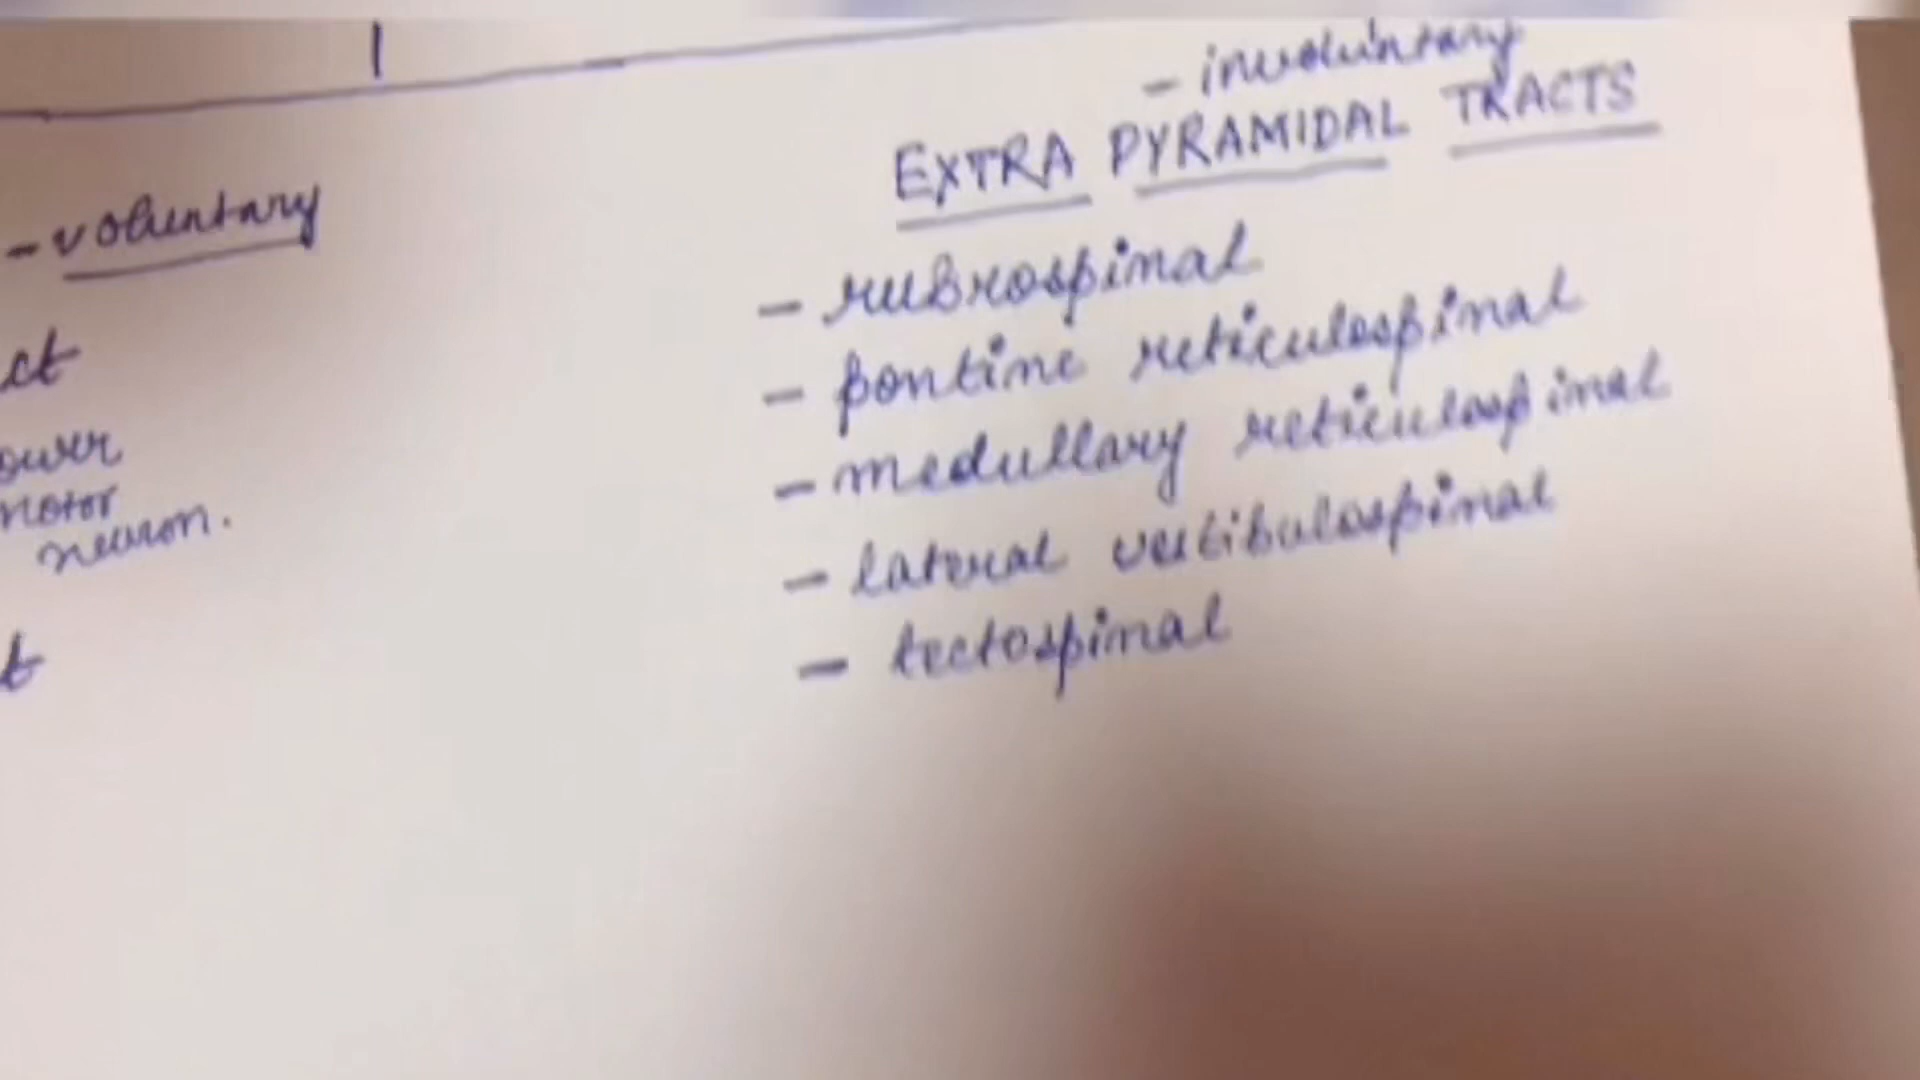 - involuntary
EXTRA PYRAMIDAL TRACTS
- voluntary
- rubrospinal
- pontine reticulospinal
- medullary reticulospinal
- lateral vestibulospinal
- tectospinal
ct
ower
motor
neuron.
t